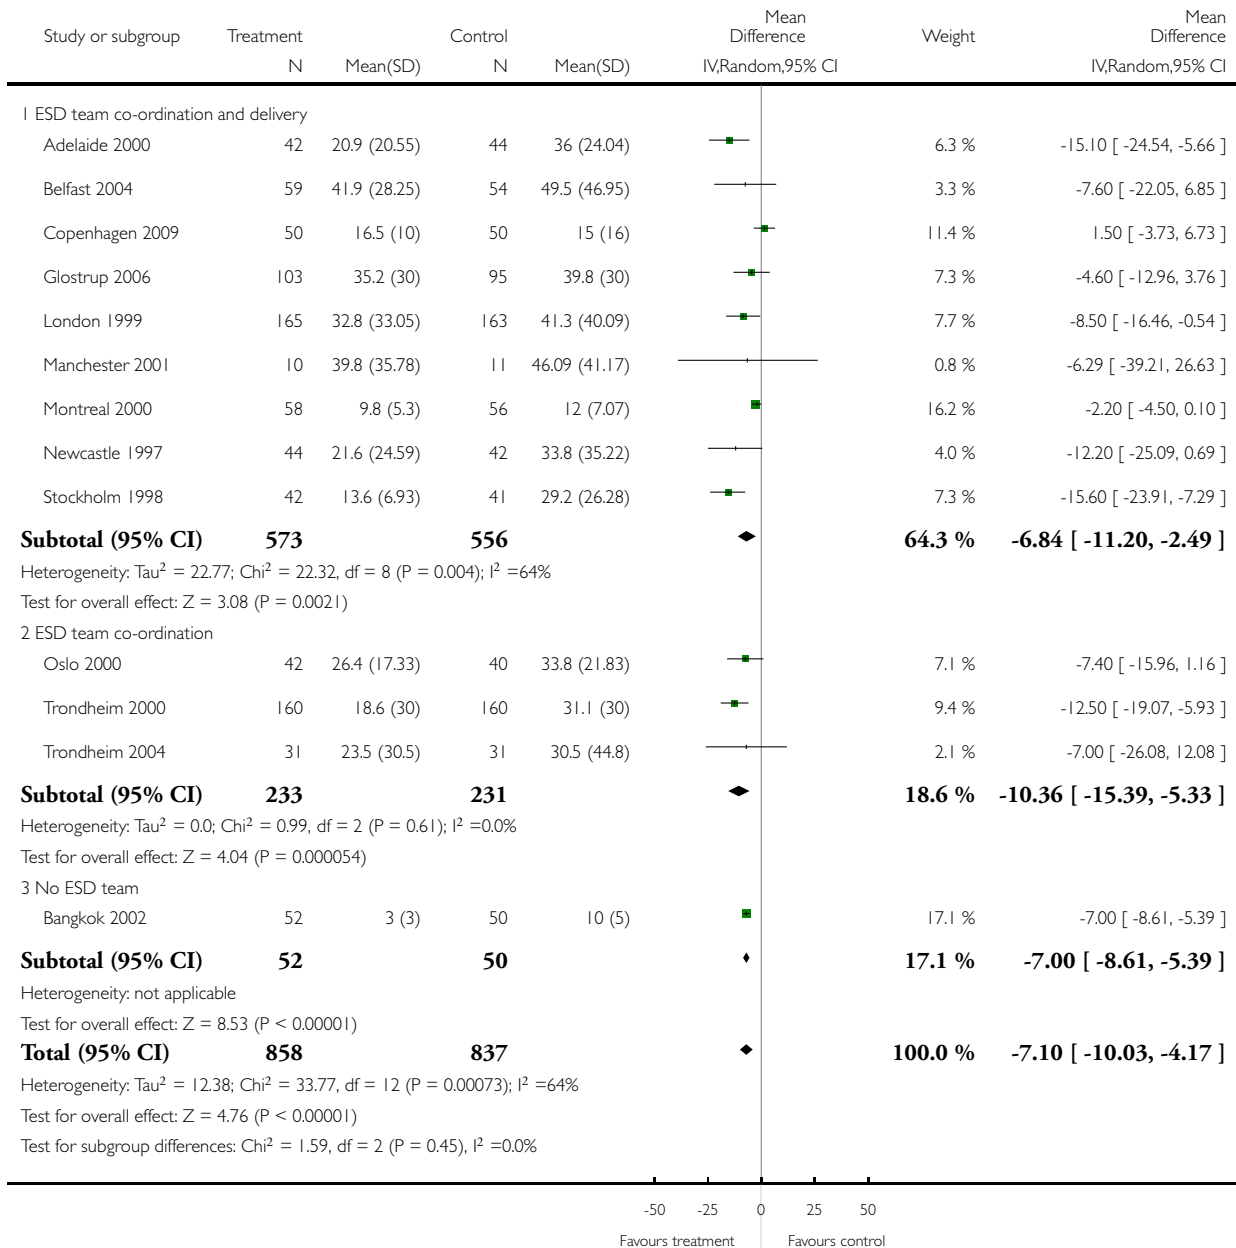 Study or subgroup Treatment Control Mean Difference Weight Mean Difference
N Mean(SD) N Mean(SD) IV,Random,95% CI IV,Random,95% CI
1 ESD team co-ordination and delivery
Adelaide 2000 42 20.9 (20.55) 44 36 (24.04) 6.3 % -15.10 [ -24.54, -5.66 ]
Belfast 2004 59 41.9 (28.25) 54 49.5 (46.95) 3.3 % -7.60 [ -22.05, 6.85 ]
Copenhagen 2009 50 16.5 (10) 50 15 (16) 11.4 % 1.50 [ -3.73, 6.73 ]
Glostrup 2006 103 35.2 (30) 95 39.8 (30) 7.3 % -4.60 [ -12.96, 3.76 ]
London 1999 165 32.8 (33.05) 163 41.3 (40.09) 7.7 % -8.50 [ -16.46, -0.54 ]
Manchester 2001 10 39.8 (35.78) 11 46.09 (41.17) 0.8 % -6.29 [ -39.21, 26.63 ]
Montreal 2000 58 9.8 (5.3) 56 12 (7.07) 16.2 % -2.20 [ -4.50, 0.10 ]
Newcastle 1997 44 21.6 (24.59) 42 33.8 (35.22) 4.0 % -12.20 [ -25.09, 0.69 ]
Stockholm 1998 42 13.6 (6.93) 41 29.2 (26.28) 7.3 % -15.60 [ -23.91, -7.29 ]
Subtotal (95% CI) 573 556 64.3 % -6.84 [ -11.20, -2.49 ]
Heterogeneity: Tau² = 22.77; Chi² = 22.32, df = 8 (P = 0.004); I² =64%
Test for overall effect: Z = 3.08 (P = 0.0021)
2 ESD team co-ordination
Oslo 2000 42 26.4 (17.33) 40 33.8 (21.83) 7.1 % -7.40 [ -15.96, 1.16 ]
Trondheim 2000 160 18.6 (30) 160 31.1 (30) 9.4 % -12.50 [ -19.07, -5.93 ]
Trondheim 2004 31 23.5 (30.5) 31 30.5 (44.8) 2.1 % -7.00 [ -26.08, 12.08 ]
Subtotal (95% CI) 233 231 18.6 % -10.36 [ -15.39, -5.33 ]
Heterogeneity: Tau² = 0.0; Chi² = 0.99, df = 2 (P = 0.61); I² =0.0%
Test for overall effect: Z = 4.04 (P = 0.000054)
3 No ESD team
Bangkok 2002 52 3 (3) 50 10 (5) 17.1 % -7.00 [ -8.61, -5.39 ]
Subtotal (95% CI) 52 50 17.1 % -7.00 [ -8.61, -5.39 ]
Heterogeneity: not applicable
Test for overall effect: Z = 8.53 (P < 0.00001)
Total (95% CI) 858 837 100.0 % -7.10 [ -10.03, -4.17 ]
Heterogeneity: Tau² = 12.38; Chi² = 33.77, df = 12 (P = 0.00073); I² =64%
Test for overall effect: Z = 4.76 (P < 0.00001)
Test for subgroup differences: Chi² = 1.59, df = 2 (P = 0.45), I² =0.0%
-50 -25 0 25 50
Favours treatment Favours control